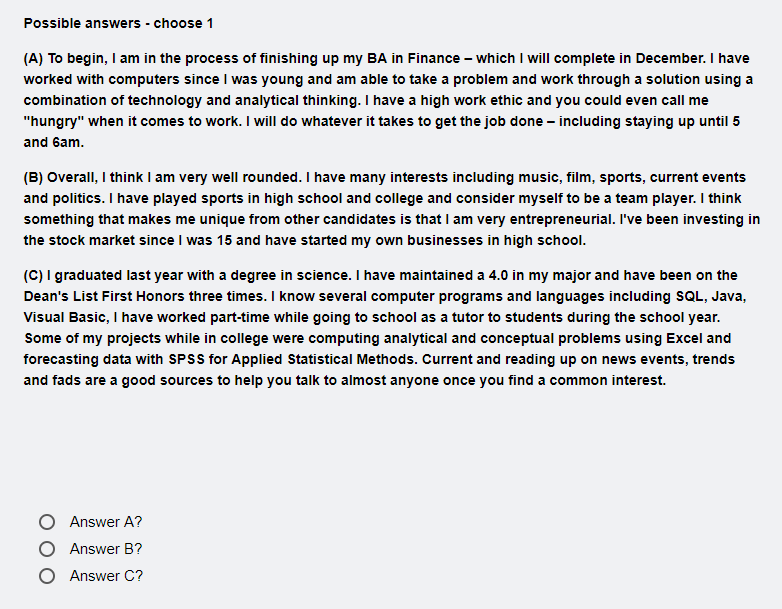 Possible answers - choose 1
(A) To begin, I am in the process of finishing up my BA in Finance – which I will complete in December. I have
worked with computers since I was young and am able to take a problem and work through a solution using a
combination of technology and analytical thinking. I have a high work ethic and you could even call me
"hungry" when it comes to work. I will do whatever it takes to get the job done – including staying up until 5
and 6am.
(B) Overall, I think I am very well rounded. I have many interests including music, film, sports, current events
and politics. I have played sports in high school and college and consider myself to be a team player. I think
something that makes me unique from other candidates is that I am very entrepreneurial. I've been investing in
the stock market since I was 15 and have started my own businesses in high school.
(C) I graduated last year with a degree in science. I have maintained a 4.0 in my major and have been on the
Dean's List First Honors three times. I know several computer programs and languages including SQL, Java,
Visual Basic, I have worked part-time while going to school as a tutor to students during the school year.
Some of my projects while in college were computing analytical and conceptual problems using Excel and
forecasting data with SPSS for Applied Statistical Methods. Current and reading up on news events, trends
and fads are a good sources to help you talk to almost anyone once you find a common interest.
Answer A?
Answer B?
Answer C?